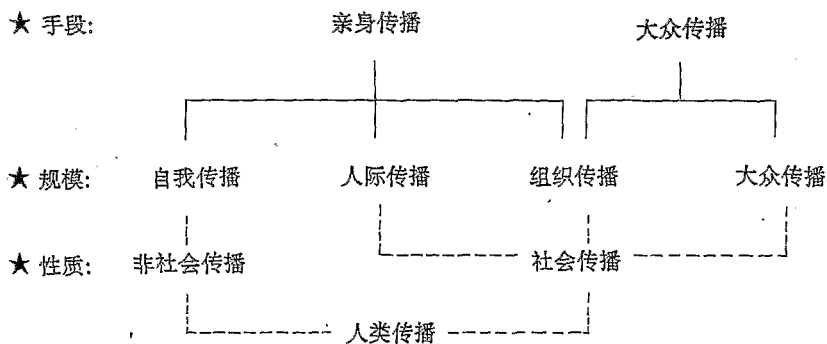 ★ 手段: 亲身传播 大众传播
★ 规模: 自我传播 人际传播 组织传播 大众传播
★ 性质: 非社会传播 社会传播
人类传播